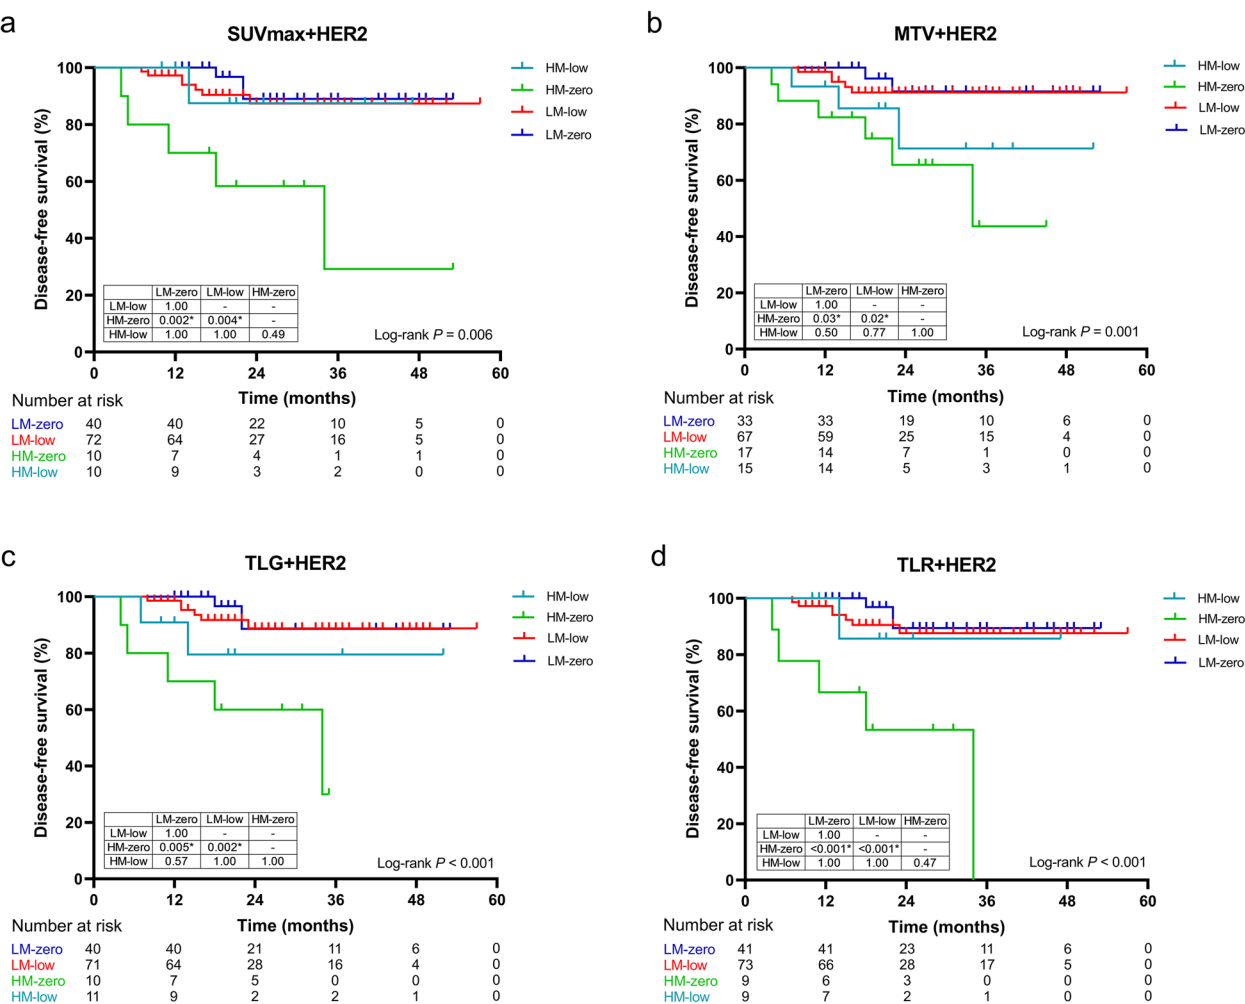 a
SUVmax+HER2
Disease-free survival (%)
100
80
60
40
20
0
HM-low
HM-zero
LM-low
LM-zero
LM-zero LM-low HM-zero
LM-low 1.00 - -
HM-zero 0.002* 0.004* -
HM-low 1.00 1.00 0.49
Log-rank P = 0.006
0 12 24 36 48 60
Number at risk
Time (months)
LM-zero 40 40 22 10 5 0
LM-low 72 64 27 16 5 0
HM-zero 10 7 4 1 1 0
HM-low 10 9 3 2 0 0
b
MTV+HER2
Disease-free survival (%)
100
80
60
40
20
0
HM-low
HM-zero
LM-low
LM-zero
LM-zero LM-low HM-zero
LM-low 1.00 - -
HM-zero 0.03* 0.02* -
HM-low 0.50 0.77 1.00
Log-rank P = 0.001
0 12 24 36 48 60
Number at risk
Time (months)
LM-zero 33 33 19 10 6 0
LM-low 67 59 25 15 4 0
HM-zero 17 14 7 1 0 0
HM-low 15 14 5 3 1 0
c
TLG+HER2
Disease-free survival (%)
100
80
60
40
20
0
HM-low
HM-zero
LM-low
LM-zero
LM-zero LM-low HM-zero
LM-low 1.00 - -
HM-zero 0.005* 0.002* -
HM-low 0.57 1.00 1.00
Log-rank P < 0.001
0 12 24 36 48 60
Number at risk
Time (months)
LM-zero 40 40 21 11 6 0
LM-low 71 64 28 16 4 0
HM-zero 10 7 5 0 0 0
HM-low 11 9 2 2 1 0
d
TLR+HER2
Disease-free survival (%)
100
80
60
40
20
0
HM-low
HM-zero
LM-low
LM-zero
LM-zero LM-low HM-zero
LM-low 1.00 - -
HM-zero <0.001* <0.001* -
HM-low 1.00 1.00 0.47
Log-rank P < 0.001
0 12 24 36 48 60
Number at risk
Time (months)
LM-zero 41 41 23 11 6 0
LM-low 73 66 28 17 5 0
HM-zero 9 6 3 0 0 0
HM-low 9 7 2 1 0 0